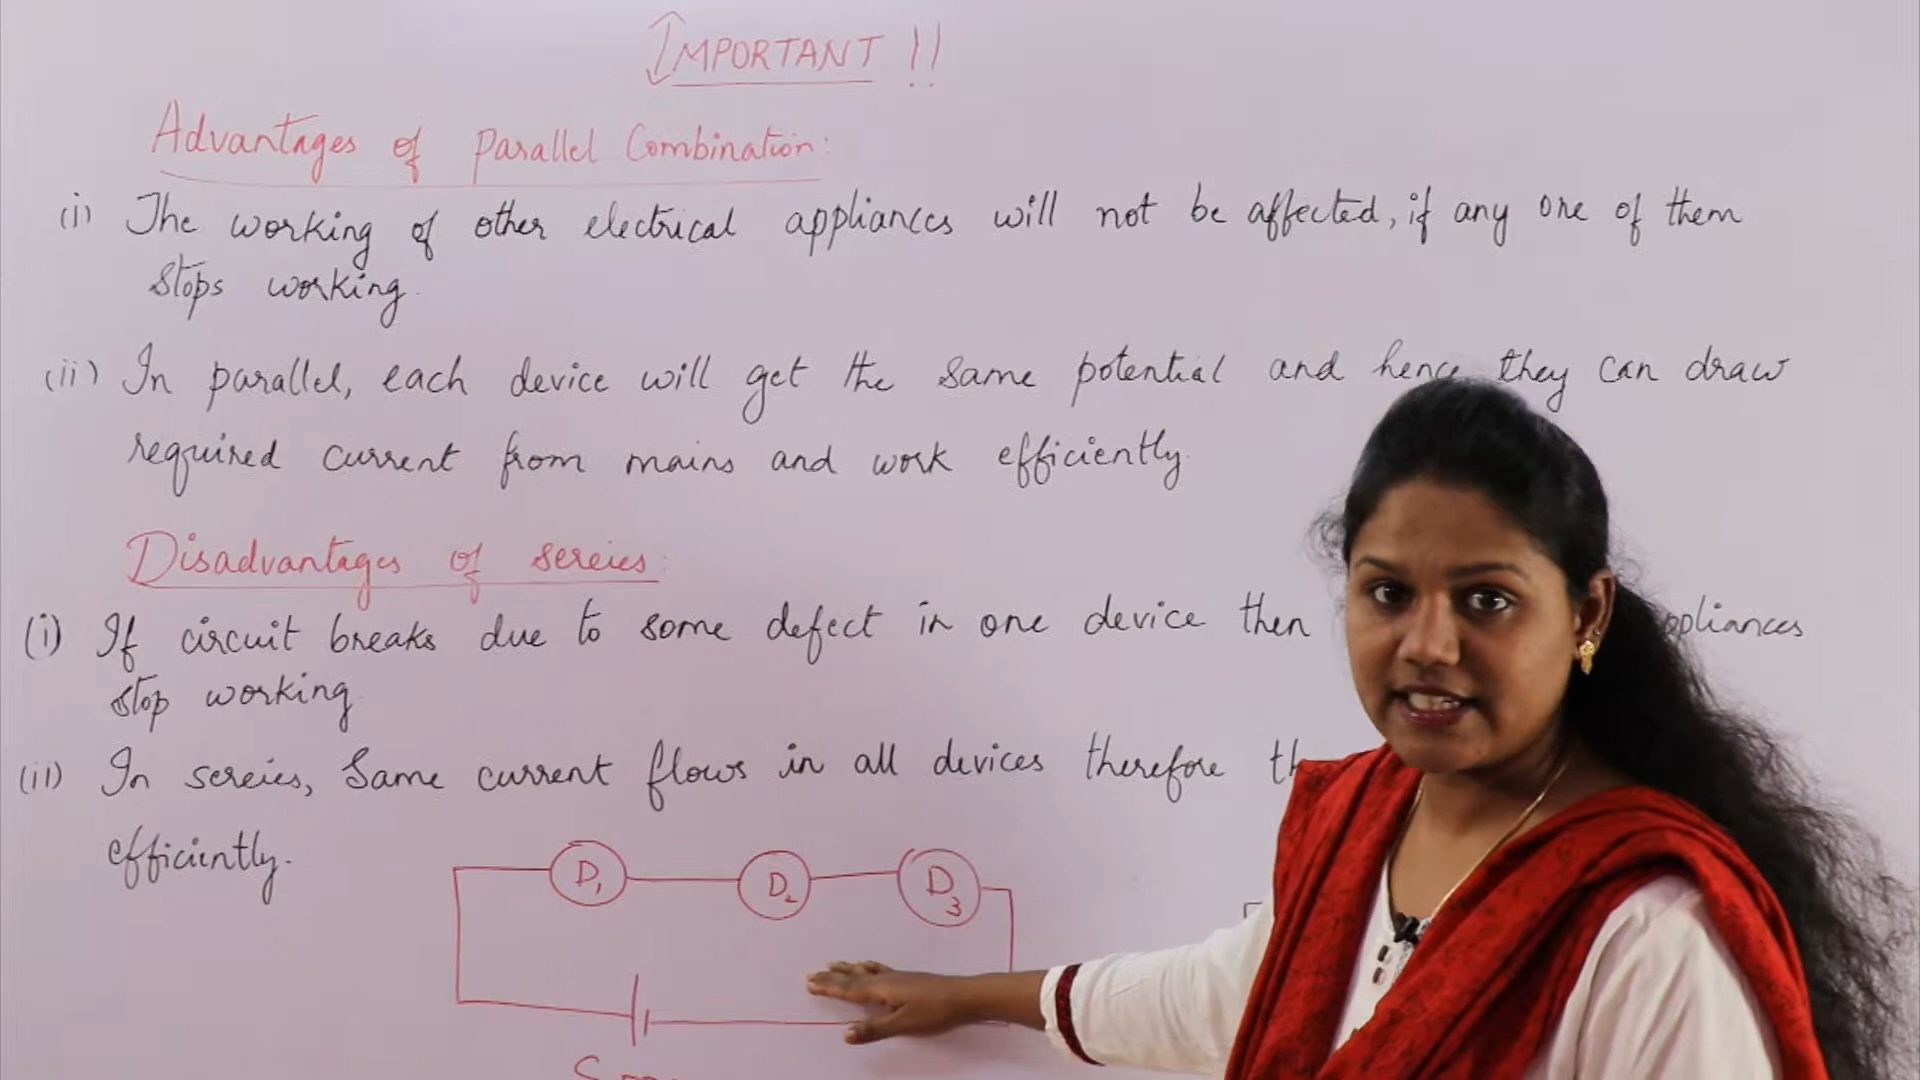 IMPORTANT !!
Advantages of Parallel Combination:
(i) The working of other electrical appliances will not be affected, if any one of them
stops working.
(ii) In parallel, each device will get the same potential and hence they can draw
required current from mains and work efficiently.
Disadvantages of sereies:
(i) If circuit breaks due to some defect in one device then
stop working.
(ii) In sereies, Same current flows in all devices therefore
efficiently.
D₁ D₂ D₃